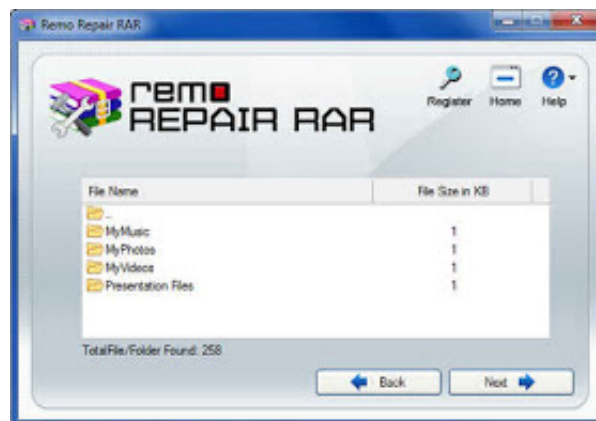 Remo Repair RAR
remo
REPAIR RAR
Register Home Help
File Name File Size in KB
..
MyMusic 1
MyPhotos 1
MyVideos 1
Presentation Files 1
TotalFile/Folder Found: 258
Back Next